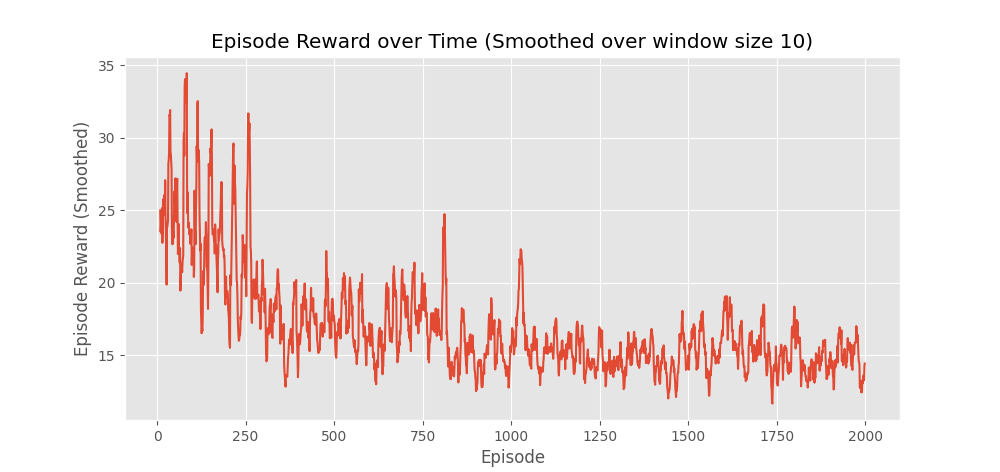 Episode Reward over Time (Smoothed over window size 10)
Episode Reward (Smoothed)
35
30
25
20
15
0 250 500 750 1000 1250 1500 1750 2000
Episode